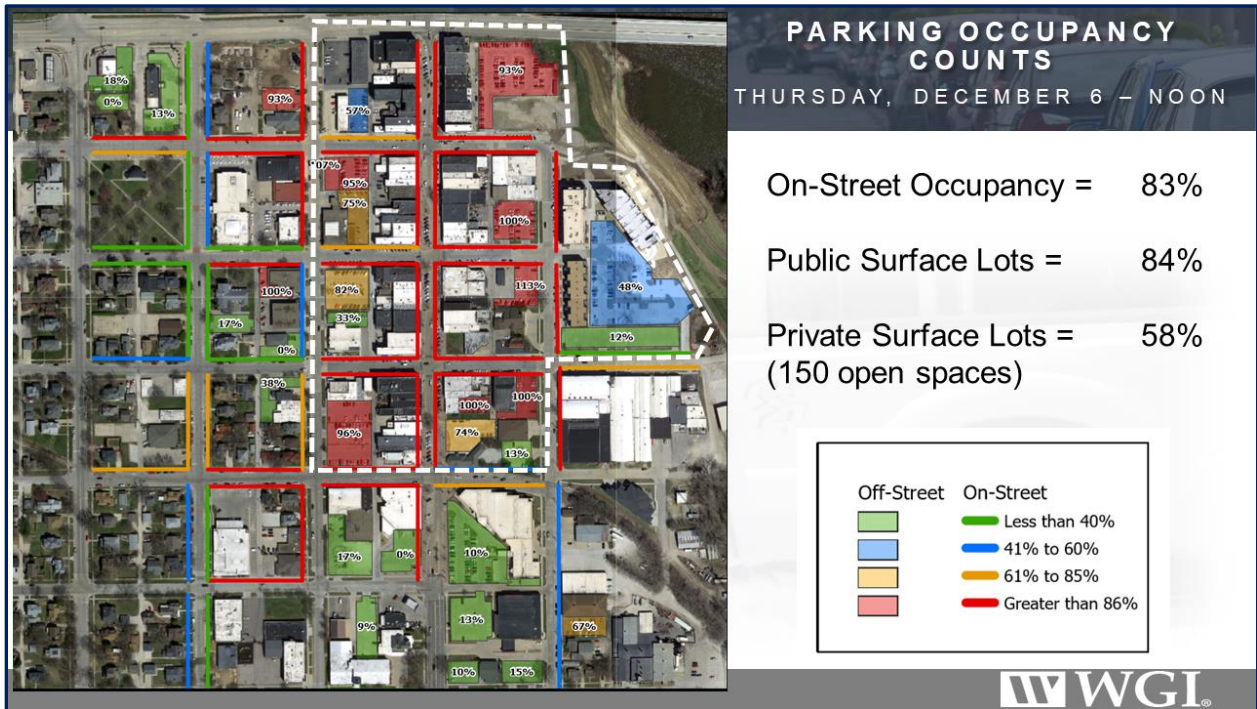 PARKING OCCUPANCY
COUNTS
THURSDAY, DECEMBER 6 – NOON
On-Street Occupancy = 83%
Public Surface Lots = 84%
Private Surface Lots = 58%
(150 open spaces)
Off-Street On-Street
Less than 40%
41% to 60%
61% to 85%
Greater than 86%
WGI®
18%
0%
13%
93%
57%
93%
07%
95%
75%
100%
100%
17%
0%
82%
33%
113%
48%
12%
38%
96%
100%
100%
74%
13%
17%
0%
10%
9%
13%
67%
10%
15%